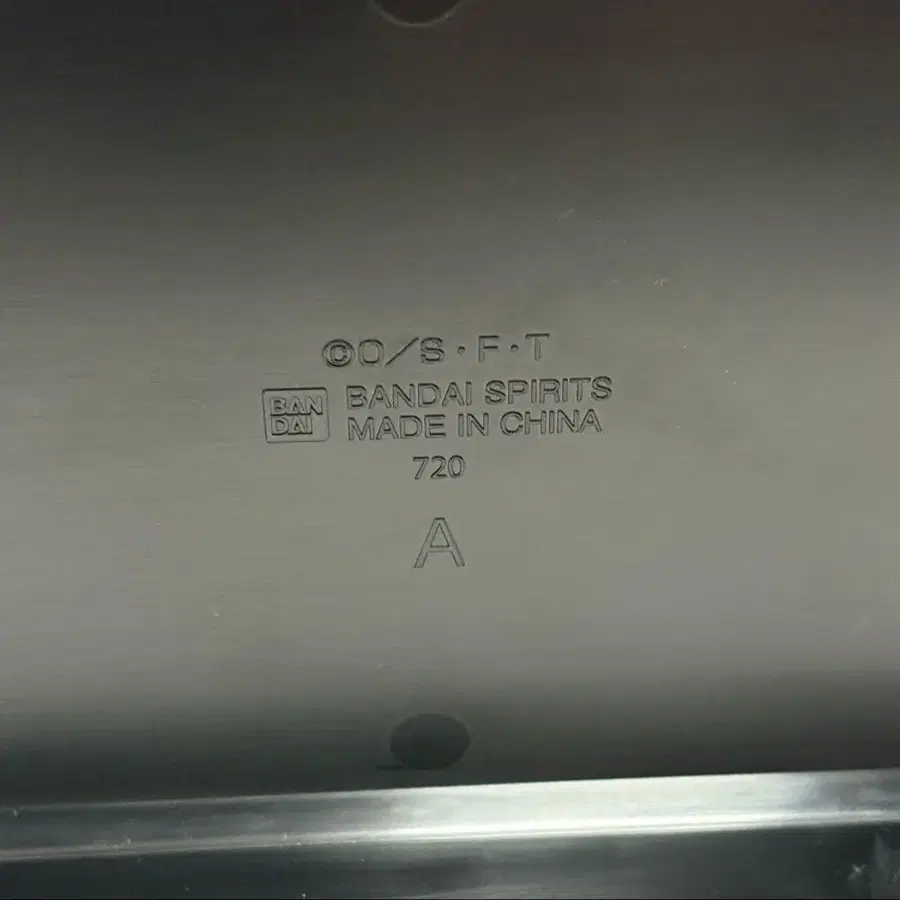 ©O/S・F・T
BAN
DAI
BANDAI SPIRITS
MADE IN CHINA
720
A